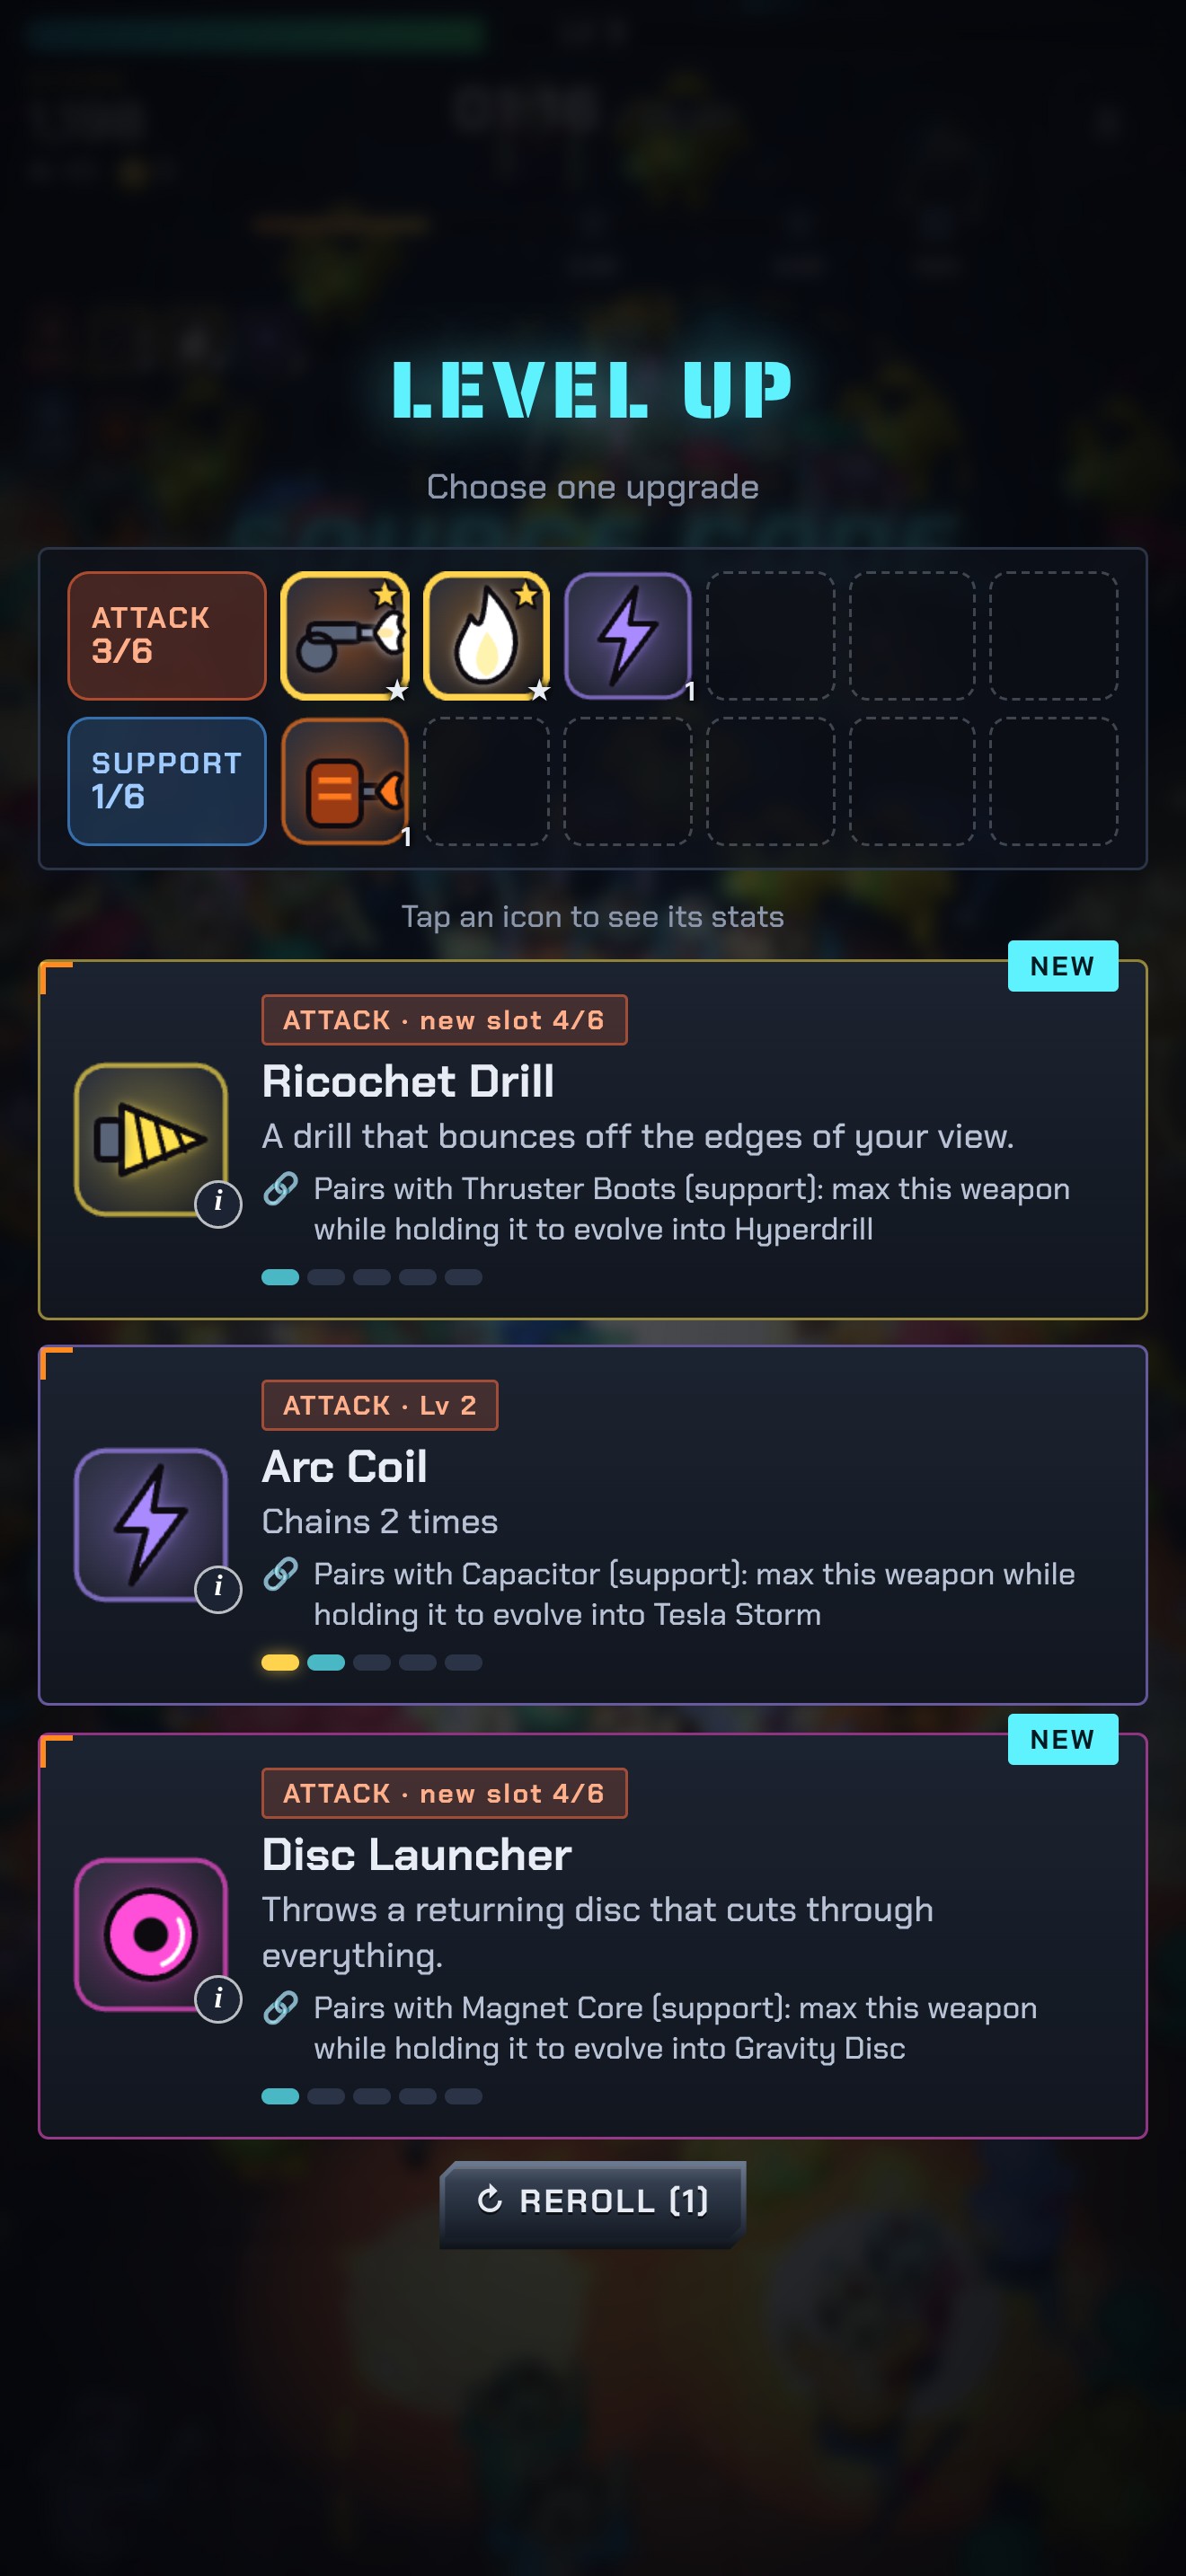 LEVEL UP
Choose one upgrade
ATTACK
3/6
1
SUPPORT
1/6
1
Tap an icon to see its stats
NEW
ATTACK · new slot 4/6
Ricochet Drill
A drill that bounces off the edges of your view.
Pairs with Thruster Boots (support): max this weapon
while holding it to evolve into Hyperdrill
i
ATTACK · Lv 2
Arc Coil
Chains 2 times
Pairs with Capacitor (support): max this weapon while
holding it to evolve into Tesla Storm
i
NEW
ATTACK · new slot 4/6
Disc Launcher
Throws a returning disc that cuts through
everything.
Pairs with Magnet Core (support): max this weapon
while holding it to evolve into Gravity Disc
i
REROLL (1)